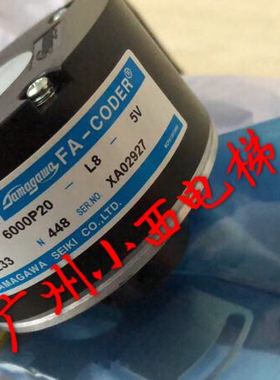 Tamagawa FA-CODER®
6000P20 - L8 - 5V
233 N 448 SER.NO XA02927
TAMAGAWA SEIKI CO.,LTD.
广州小西电梯